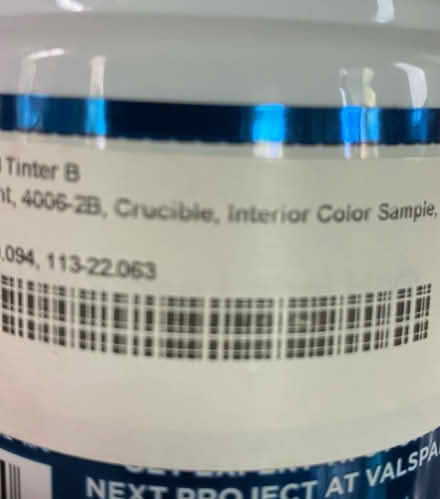 Tinter B
nt, 4006-2B, Crucible, Interior Color Sample,
.094, 113-22.063
NEXT PROJECT AT VALSPA